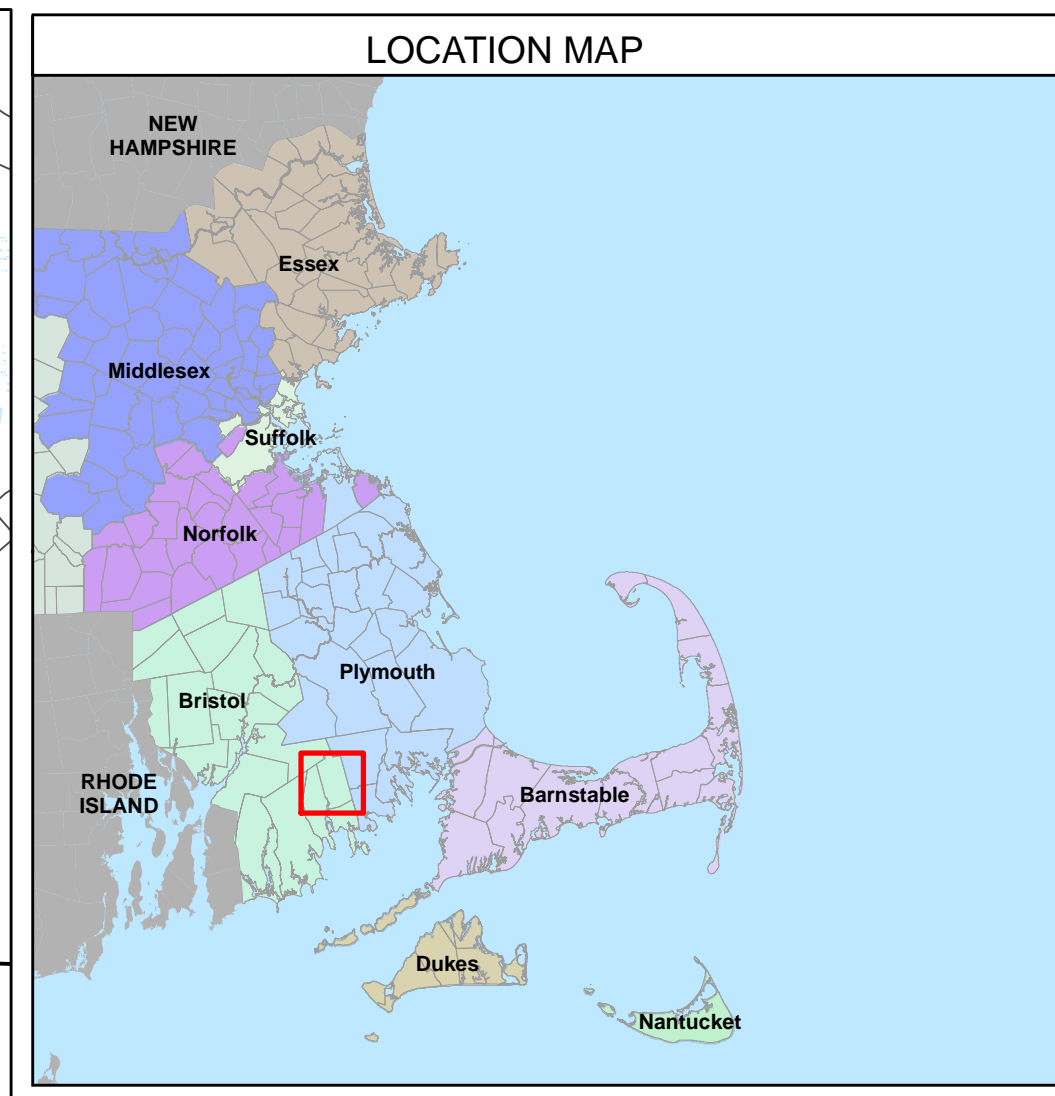 LOCATION MAP
NEW
HAMPSHIRE
Essex
Middlesex
Suffolk
Norfolk
Plymouth
Bristol
RHODE
ISLAND
Barnstable
Dukes
Nantucket